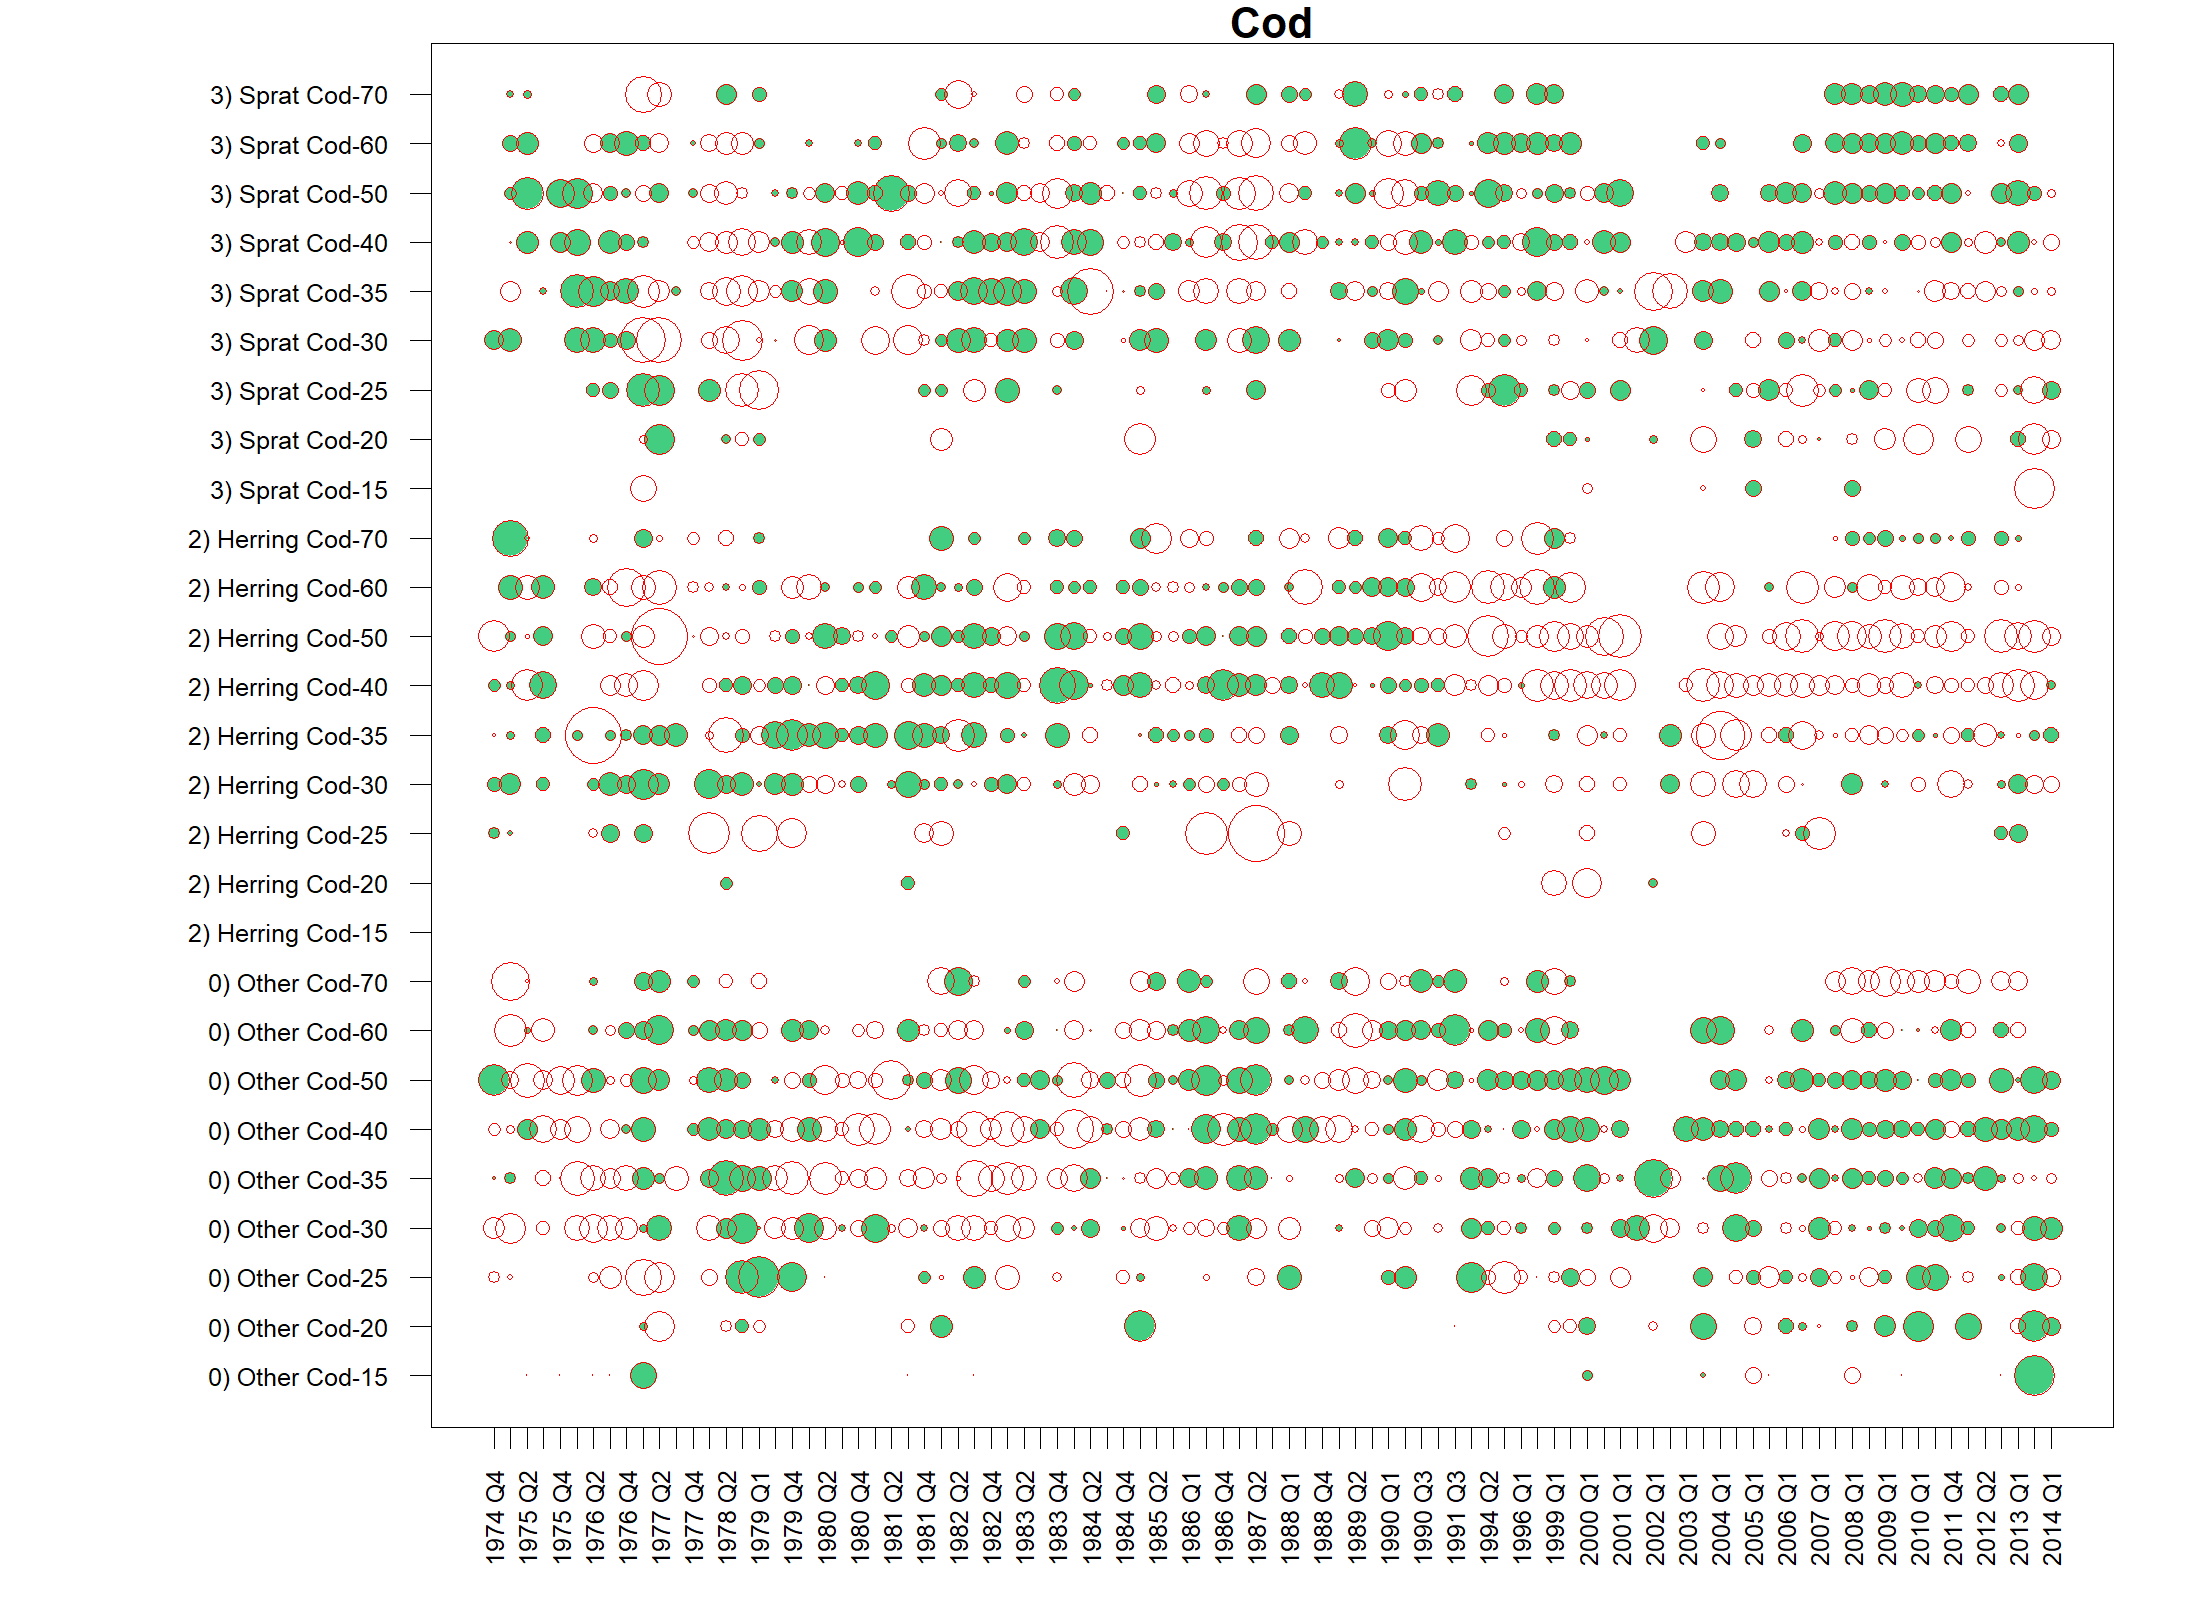 Cod
3) Sprat Cod-70
3) Sprat Cod-60
3) Sprat Cod-50
3) Sprat Cod-40
3) Sprat Cod-35
3) Sprat Cod-30
3) Sprat Cod-25
3) Sprat Cod-20
3) Sprat Cod-15
2) Herring Cod-70
2) Herring Cod-60
2) Herring Cod-50
2) Herring Cod-40
2) Herring Cod-35
2) Herring Cod-30
2) Herring Cod-25
2) Herring Cod-20
2) Herring Cod-15
0) Other Cod-70
0) Other Cod-60
0) Other Cod-50
0) Other Cod-40
0) Other Cod-35
0) Other Cod-30
0) Other Cod-25
0) Other Cod-20
0) Other Cod-15
1974 Q4
1975 Q2
1975 Q4
1976 Q2
1976 Q4
1977 Q2
1977 Q4
1978 Q2
1979 Q1
1979 Q4
1980 Q2
1980 Q4
1981 Q2
1981 Q4
1982 Q2
1982 Q4
1983 Q2
1983 Q4
1984 Q2
1984 Q4
1985 Q2
1986 Q1
1986 Q4
1987 Q2
1988 Q1
1988 Q4
1989 Q2
1990 Q1
1990 Q3
1991 Q3
1994 Q2
1996 Q1
1999 Q1
2000 Q1
2001 Q1
2002 Q1
2003 Q1
2004 Q1
2005 Q1
2006 Q1
2007 Q1
2008 Q1
2009 Q1
2010 Q1
2011 Q4
2012 Q2
2013 Q1
2014 Q1